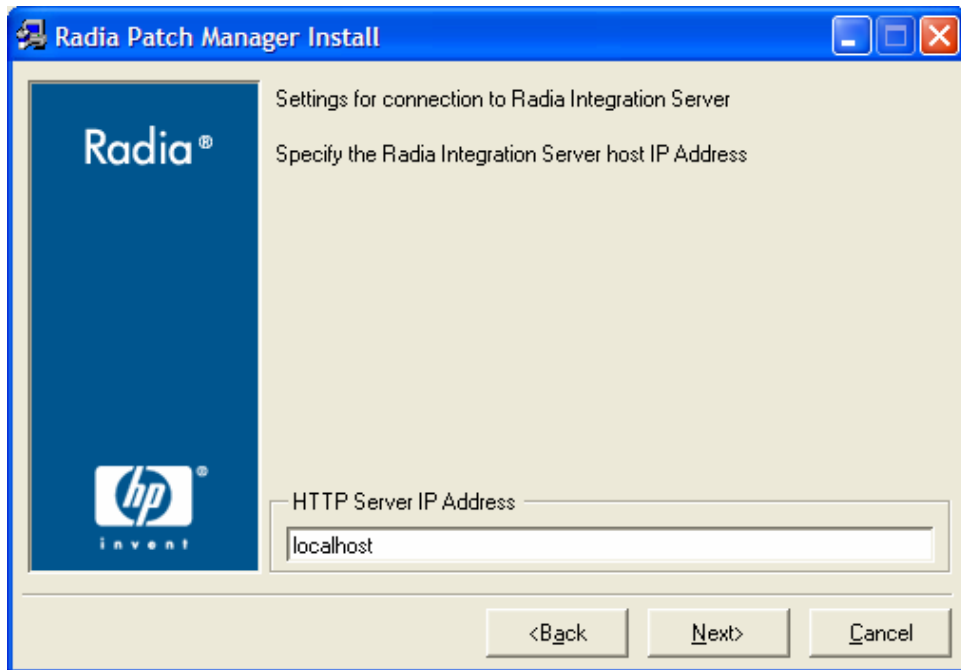 Radia Patch Manager Install
Settings for connection to Radia Integration Server
Radia®
Specify the Radia Integration Server host IP Address
hp®
invent
HTTP Server IP Address
localhost
<Back
Next>
Cancel